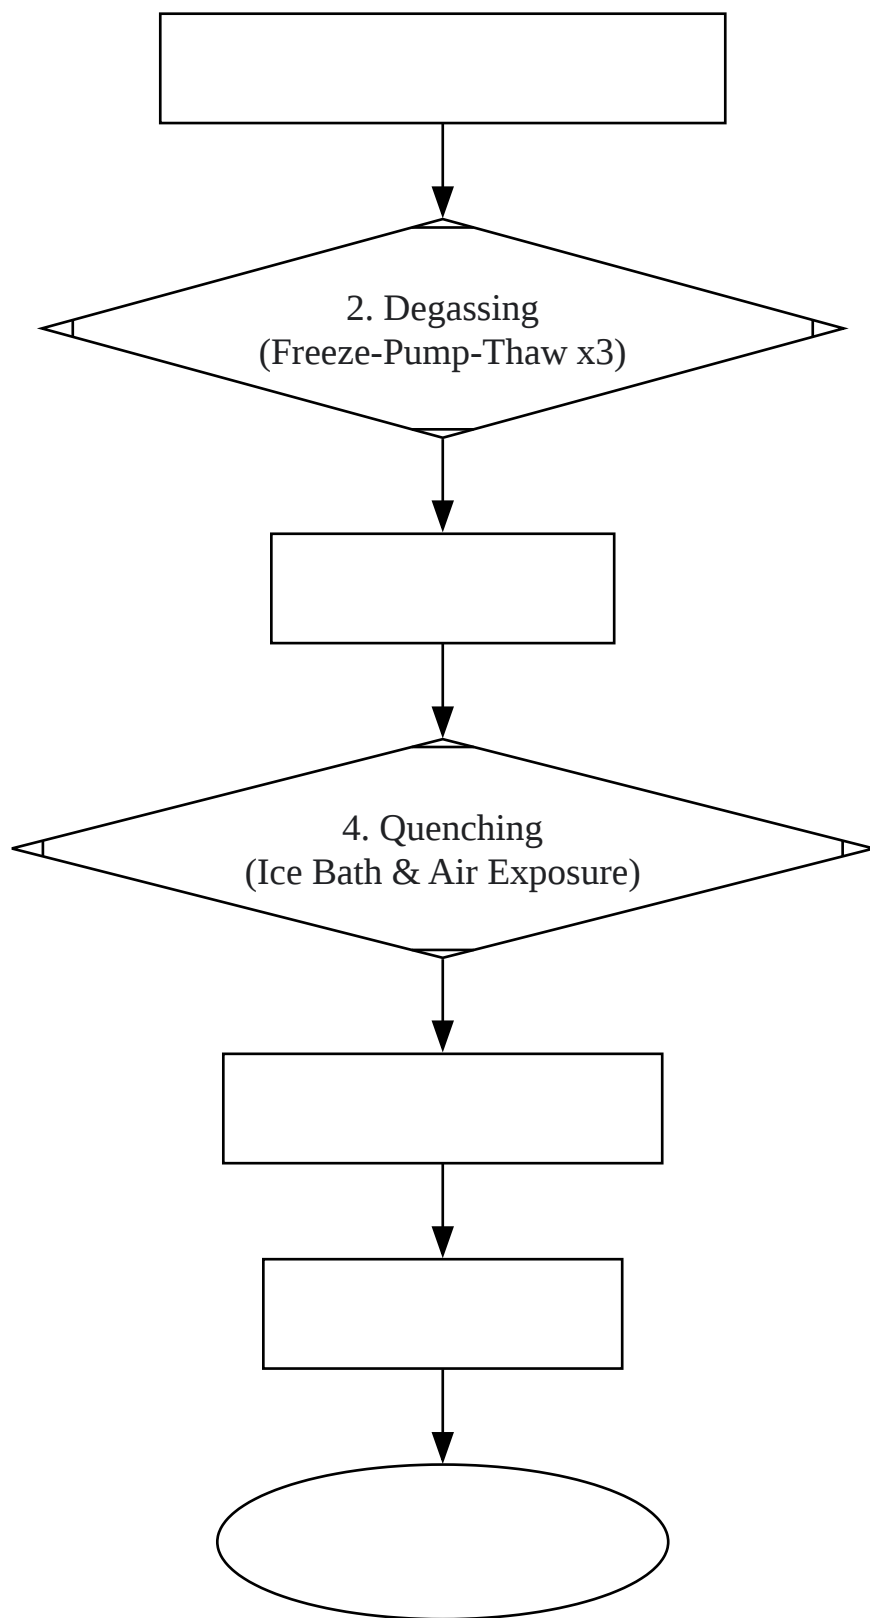 2. Degassing
(Freeze-Pump-Thaw x3)
4. Quenching
(Ice Bath & Air Exposure)